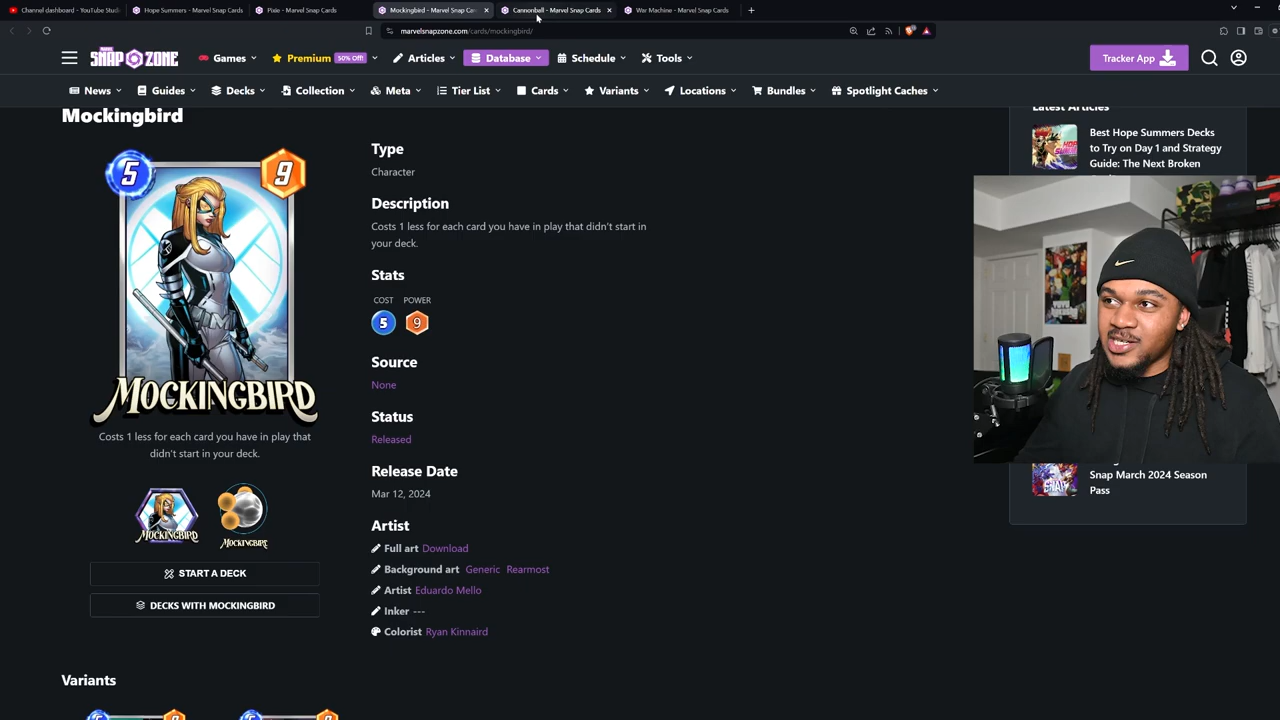 Channel dashboard - YouTube Stud
Hope Summers - Marvel Snap Cards
Pixie - Marvel Snap Cards
Mockingbird - Marvel Snap Car
Cannonball - Marvel Snap Cards
War Machine - Marvel Snap Cards
marvelsnapzone.com/cards/mockingbird/
MARVEL SNAP ZONE
Games
Premium 50% Off!
Articles
Database
Schedule
Tools
Tracker App
News
Guides
Decks
Collection
Meta
Tier List
Cards
Variants
Locations
Bundles
Spotlight Caches
Mockingbird
5
9
MOCKINGBIRD
Costs 1 less for each card you have in play that
didn't start in your deck.
MOCKINGBIRD
MOCKINGBIRD
START A DECK
DECKS WITH MOCKINGBIRD
Type
Character
Description
Costs 1 less for each card you have in play that didn't start in
your deck.
Stats
COST POWER
5 9
Source
None
Status
Released
Release Date
Mar 12, 2024
Artist
Full art Download
Background art Generic Rearmost
Artist Eduardo Mello
Inker ---
Colorist Ryan Kinnaird
Variants
Latest Articles
Best Hope Summers Decks
to Try on Day 1 and Strategy
Guide: The Next Broken
Snap March 2024 Season
Pass